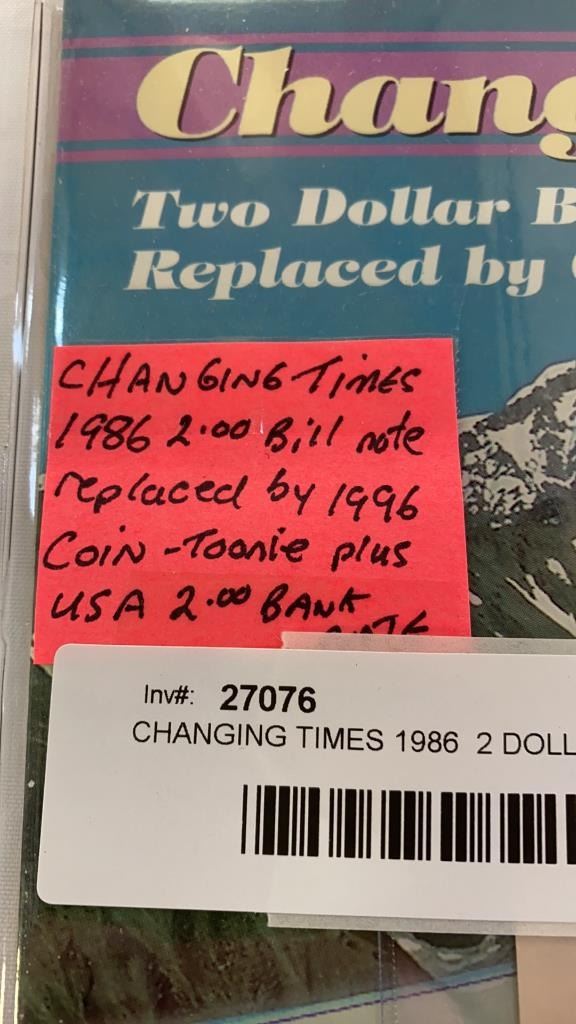 Chang
Two Dollar B
Replaced by
CHANGING TIMES
1986 2.00 Bill note
replaced by 1996
COIN - Toonie plus
USA 2.00 BANK
Inv#: 27076
CHANGING TIMES 1986 2 DOLL